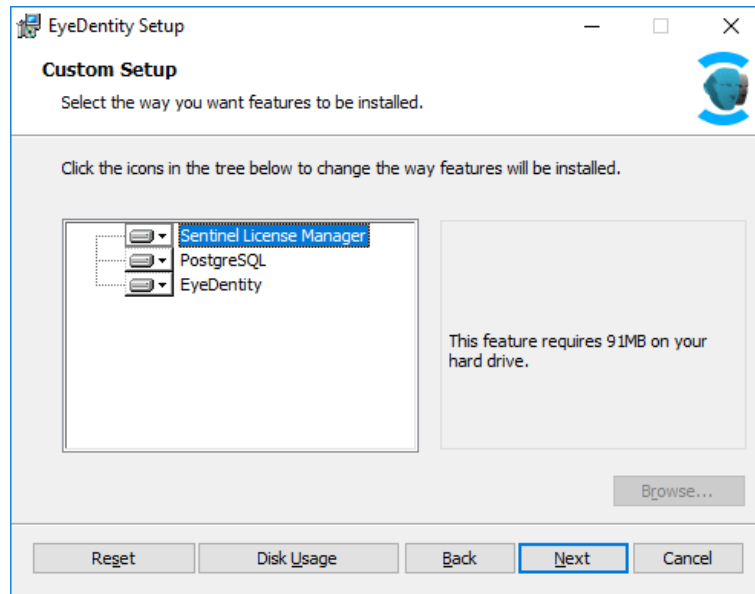 EyeDentity Setup
Custom Setup
Select the way you want features to be installed.
Click the icons in the tree below to change the way features will be installed.
Sentinel License Manager
PostgreSQL
EyeDentity
This feature requires 91MB on your
hard drive.
Browse...
Reset Disk Usage Back Next Cancel